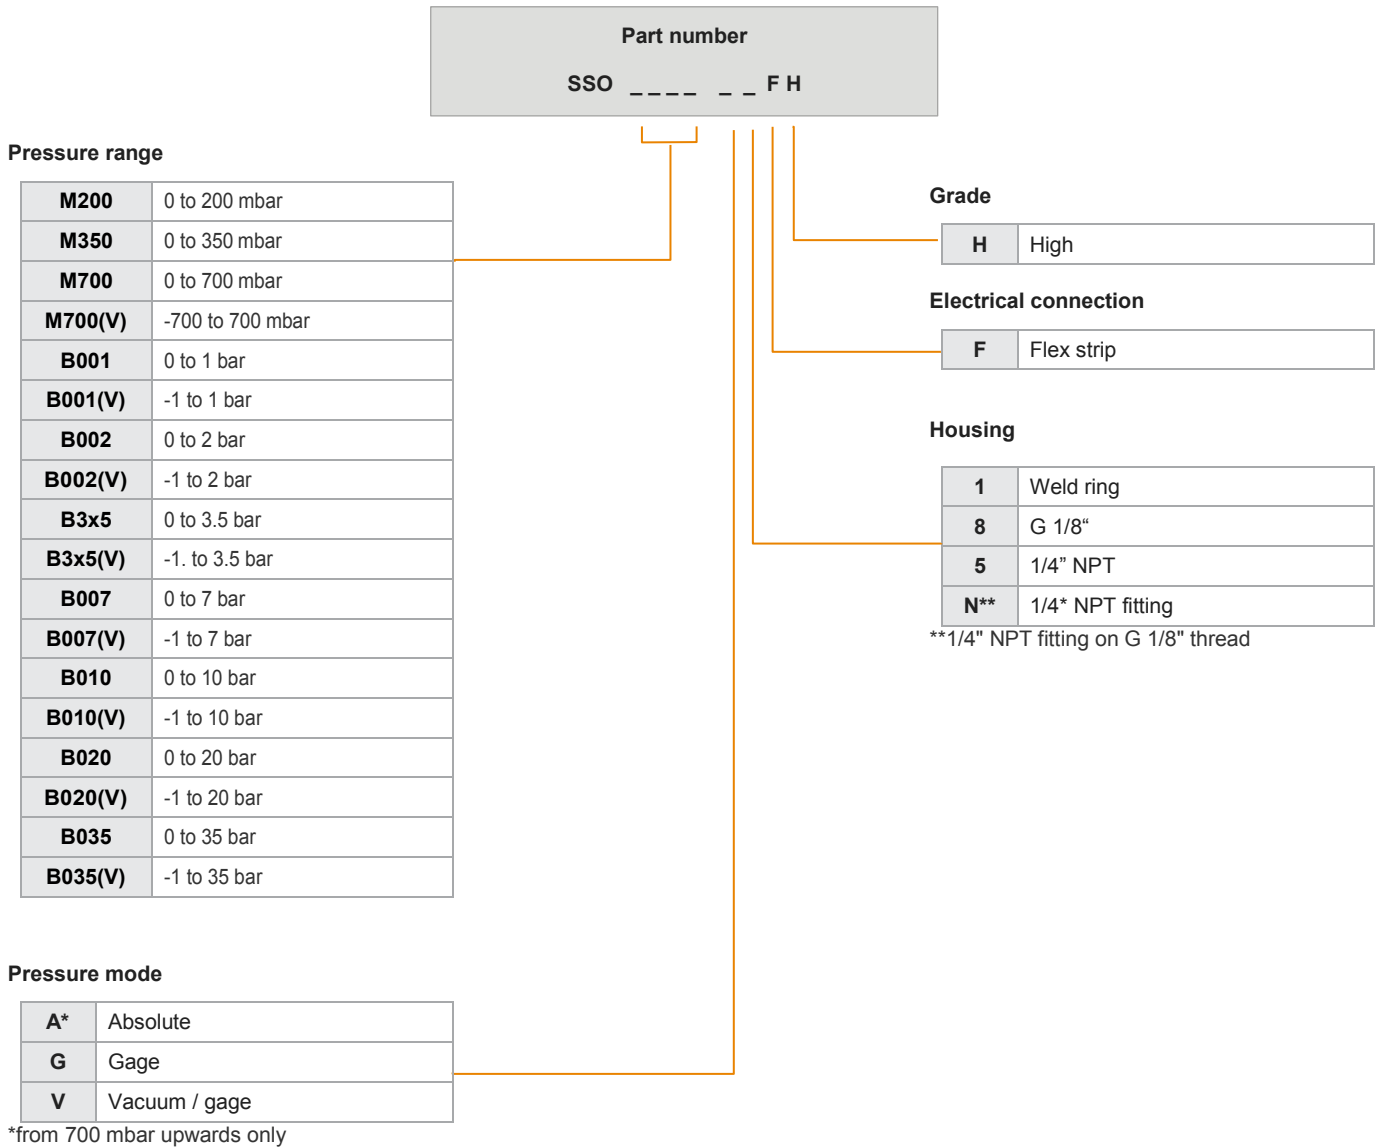 Part number
SSO _ _ _ _ _ _ F H
Pressure range
M200 0 to 200 mbar
M350 0 to 350 mbar
M700 0 to 700 mbar
M700(V) -700 to 700 mbar
B001 0 to 1 bar
B001(V) -1 to 1 bar
B002 0 to 2 bar
B002(V) -1 to 2 bar
B3x5 0 to 3.5 bar
B3x5(V) -1. to 3.5 bar
B007 0 to 7 bar
B007(V) -1 to 7 bar
B010 0 to 10 bar
B010(V) -1 to 10 bar
B020 0 to 20 bar
B020(V) -1 to 20 bar
B035 0 to 35 bar
B035(V) -1 to 35 bar
Pressure mode
A* Absolute
G Gage
V Vacuum / gage
*from 700 mbar upwards only
Grade
H High
Electrical connection
F Flex strip
Housing
1 Weld ring
8 G 1/8“
5 1/4” NPT
N** 1/4* NPT fitting
**1/4" NPT fitting on G 1/8" thread